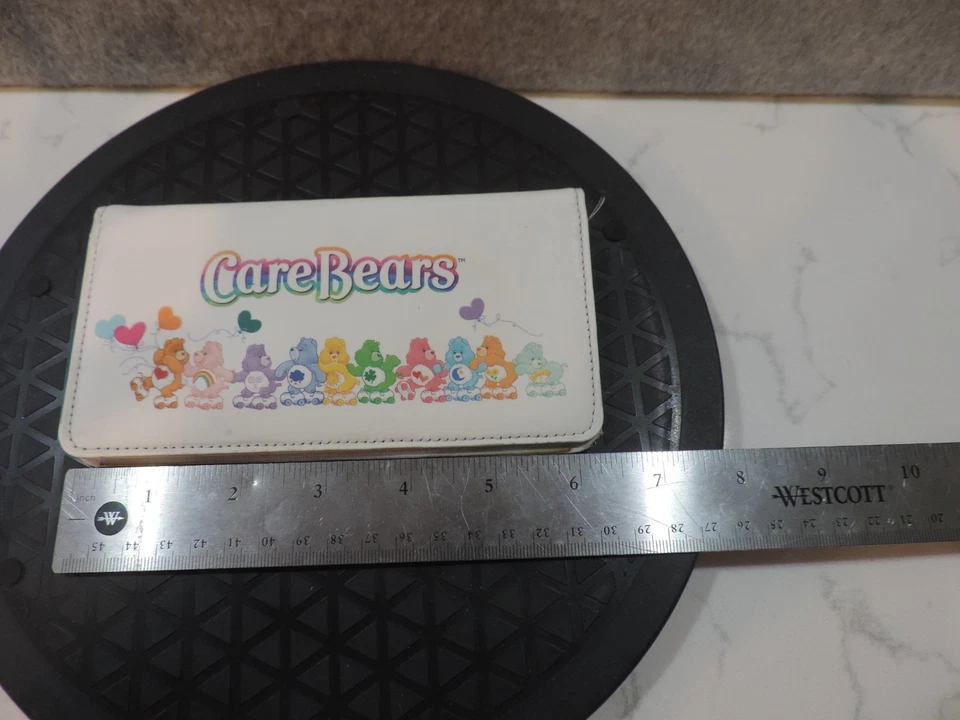 Care Bears™
inch 1 2 3 4 5 6 7 8 9 10
W WESTCOTT
45 44 43 42 41 40 39 38 37 36 35 34 33 32 31 30 29 28 27 26 25 24 23 22 21 20